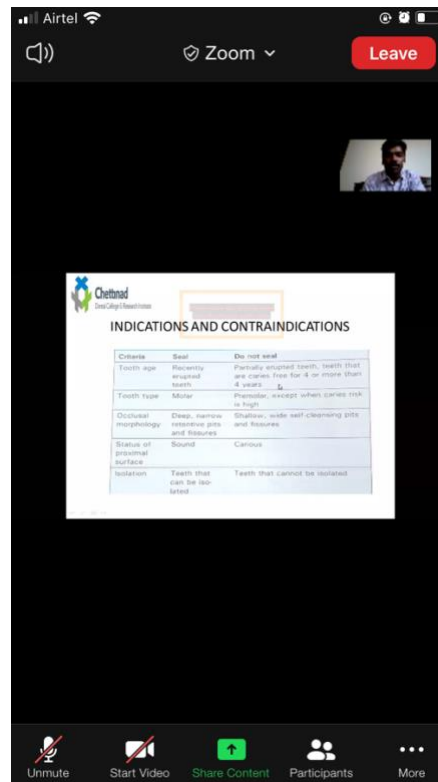 Airtel
Zoom
Leave
Chettinad
Dental College & Research Institute
INDICATIONS AND CONTRAINDICATIONS
Criteria Seal Do not seal
Tooth age Recently Partially erupted teeth, teeth that
erupted are caries free for 4 or more than
teeth 4 years
Tooth type Molar Premolar, except when caries risk
is high
Occlusal Deep, narrow Shallow, wide self-cleansing pits
morphology retentive pits and fissures
and fissures
Status of Sound Carious
proximal
surface
Isolation Teeth that Teeth that cannot be isolated
can be iso-
lated
Unmute Start Video Share Content Participants More